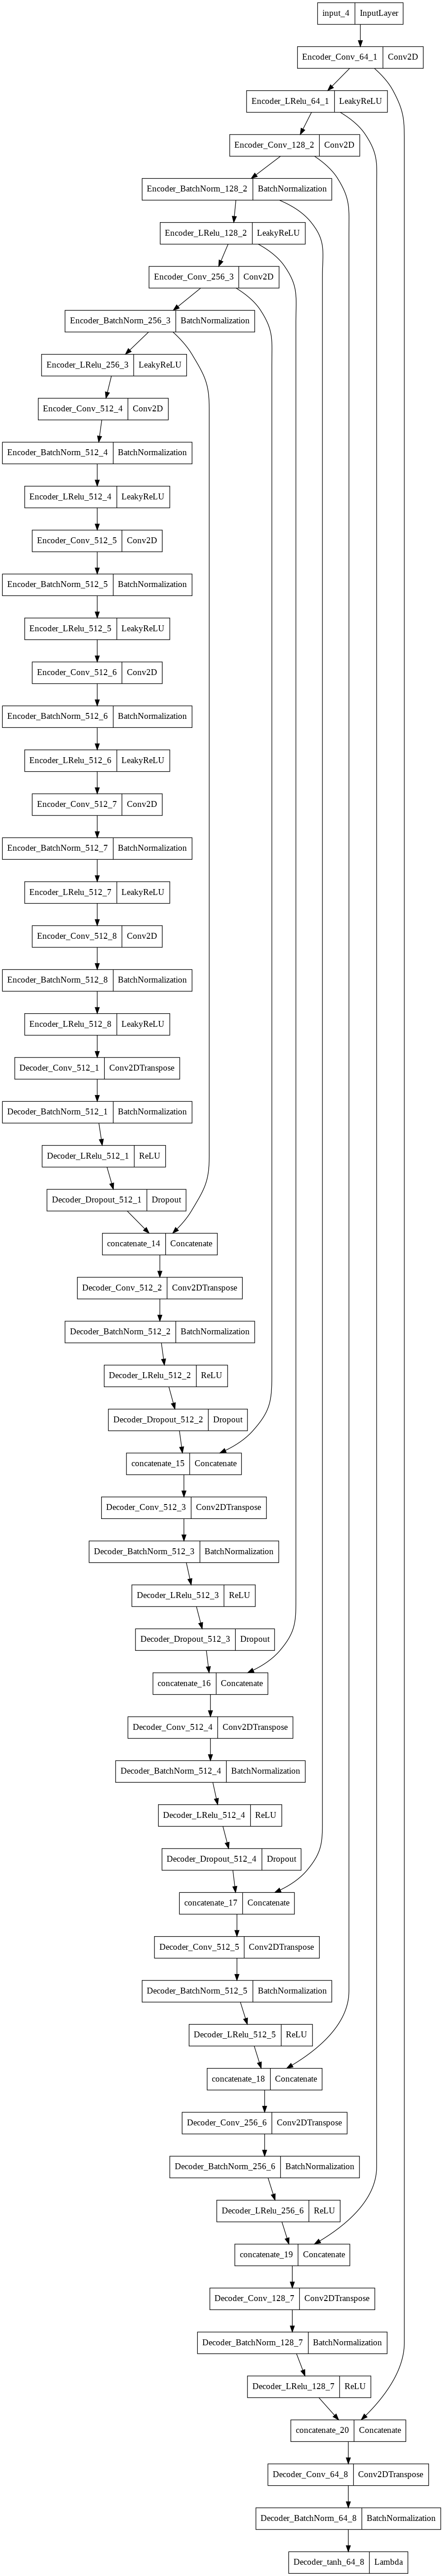 input_4 InputLayer
Encoder_Conv_64_1 Conv2D
Encoder_LRelu_64_1 LeakyReLU
Encoder_Conv_128_2 Conv2D
Encoder_BatchNorm_128_2 BatchNormalization
Encoder_LRelu_128_2 LeakyReLU
Encoder_Conv_256_3 Conv2D
Encoder_BatchNorm_256_3 BatchNormalization
Encoder_LRelu_256_3 LeakyReLU
Encoder_Conv_512_4 Conv2D
Encoder_BatchNorm_512_4 BatchNormalization
Encoder_LRelu_512_4 LeakyReLU
Encoder_Conv_512_5 Conv2D
Encoder_BatchNorm_512_5 BatchNormalization
Encoder_LRelu_512_5 LeakyReLU
Encoder_Conv_512_6 Conv2D
Encoder_BatchNorm_512_6 BatchNormalization
Encoder_LRelu_512_6 LeakyReLU
Encoder_Conv_512_7 Conv2D
Encoder_BatchNorm_512_7 BatchNormalization
Encoder_LRelu_512_7 LeakyReLU
Encoder_Conv_512_8 Conv2D
Encoder_BatchNorm_512_8 BatchNormalization
Encoder_LRelu_512_8 LeakyReLU
Decoder_Conv_512_1 Conv2DTranspose
Decoder_BatchNorm_512_1 BatchNormalization
Decoder_LRelu_512_1 ReLU
Decoder_Dropout_512_1 Dropout
concatenate_14 Concatenate
Decoder_Conv_512_2 Conv2DTranspose
Decoder_BatchNorm_512_2 BatchNormalization
Decoder_LRelu_512_2 ReLU
Decoder_Dropout_512_2 Dropout
concatenate_15 Concatenate
Decoder_Conv_512_3 Conv2DTranspose
Decoder_BatchNorm_512_3 BatchNormalization
Decoder_LRelu_512_3 ReLU
Decoder_Dropout_512_3 Dropout
concatenate_16 Concatenate
Decoder_Conv_512_4 Conv2DTranspose
Decoder_BatchNorm_512_4 BatchNormalization
Decoder_LRelu_512_4 ReLU
Decoder_Dropout_512_4 Dropout
concatenate_17 Concatenate
Decoder_Conv_512_5 Conv2DTranspose
Decoder_BatchNorm_512_5 BatchNormalization
Decoder_LRelu_512_5 ReLU
concatenate_18 Concatenate
Decoder_Conv_256_6 Conv2DTranspose
Decoder_BatchNorm_256_6 BatchNormalization
Decoder_LRelu_256_6 ReLU
concatenate_19 Concatenate
Decoder_Conv_128_7 Conv2DTranspose
Decoder_BatchNorm_128_7 BatchNormalization
Decoder_LRelu_128_7 ReLU
concatenate_20 Concatenate
Decoder_Conv_64_8 Conv2DTranspose
Decoder_BatchNorm_64_8 BatchNormalization
Decoder_tanh_64_8 Lambda